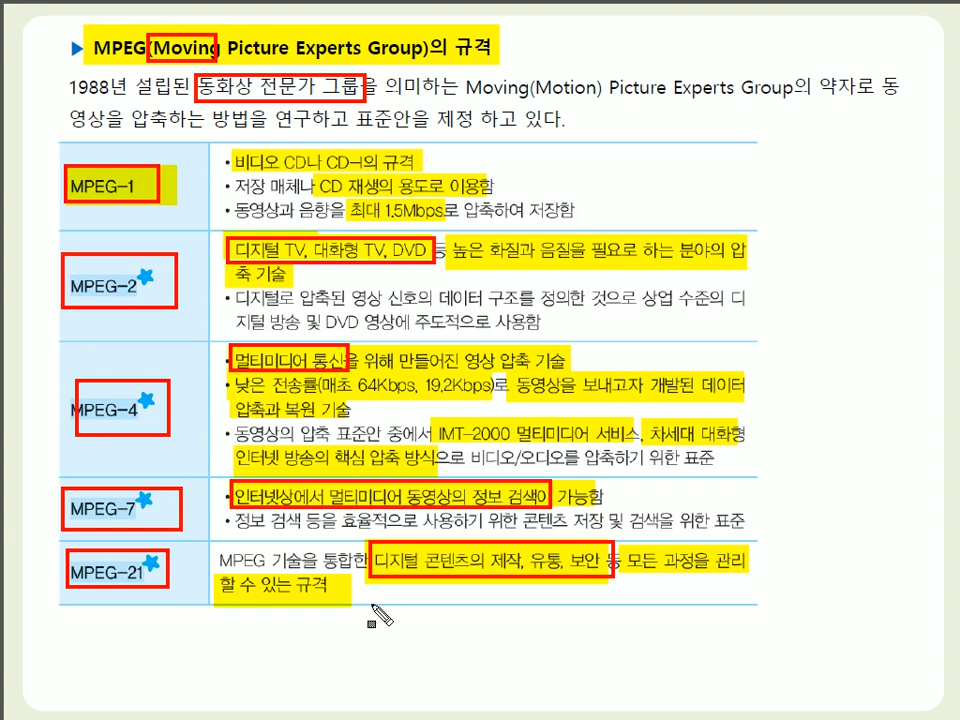 ▶ MPEG(Moving Picture Experts Group)의 규격
1988년 설립된 동화상 전문가 그룹을 의미하는 Moving(Motion) Picture Experts Group의 약자로 동
영상을 압축하는 방법을 연구하고 표준안을 제정 하고 있다.
MPEG-1
• 비디오 CD나 CD-I의 규격
• 저장 매체나 CD 재생의 용도로 이용함
• 동영상과 음향을 최대 1.5Mbps로 압축하여 저장함
MPEG-2
디지털 TV, 대화형 TV, DVD 등 높은 화질과 음질을 필요로 하는 분야의 압
축 기술
• 디지털로 압축된 영상 신호의 데이터 구조를 정의한 것으로 상업 수준의 디
지털 방송 및 DVD 영상에 주도적으로 사용함
MPEG-4
• 멀티미디어 통신을 위해 만들어진 영상 압축 기술
• 낮은 전송률(매초 64Kbps, 19.2Kbps)로 동영상을 보내고자 개발된 데이터
압축과 복원 기술
• 동영상의 압축 표준안 중에서 IMT-2000 멀티미디어 서비스, 차세대 대화형
인터넷 방송의 핵심 압축 방식으로 비디오/오디오를 압축하기 위한 표준
MPEG-7
• 인터넷상에서 멀티미디어 동영상의 정보 검색이 가능함
• 정보 검색 등을 효율적으로 사용하기 위한 콘텐츠 저장 및 검색을 위한 표준
MPEG-21
MPEG 기술을 통합한 디지털 콘텐츠의 제작, 유통, 보안 등 모든 과정을 관리
할 수 있는 규격